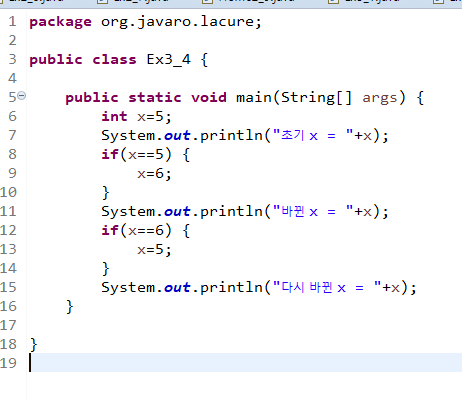 1 package org.javaro.lacure;
2
3 public class Ex3_4 {
4
5 public static void main(String[] args) {
6 int x=5;
7 System.out.println("초기 x = "+x);
8 if(x==5) {
9 x=6;
10 }
11 System.out.println("바뀐 x = "+x);
12 if(x==6) {
13 x=5;
14 }
15 System.out.println("다시 바뀐 x = "+x);
16 }
17
18 }
19